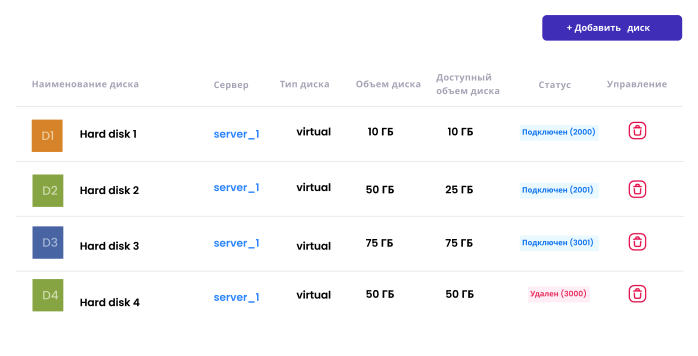 + Добавить диск
Наименование диска Сервер Тип диска Объем диска Доступный объем диска Статус Управление
D1 Hard disk 1 server_1 virtual 10 ГБ 10 ГБ Подключен (2000)
D2 Hard disk 2 server_1 virtual 50 ГБ 25 ГБ Подключен (2001)
D3 Hard disk 3 server_1 virtual 75 ГБ 75 ГБ Подключен (3001)
D4 Hard disk 4 server_1 virtual 50 ГБ 50 ГБ Удален (3000)